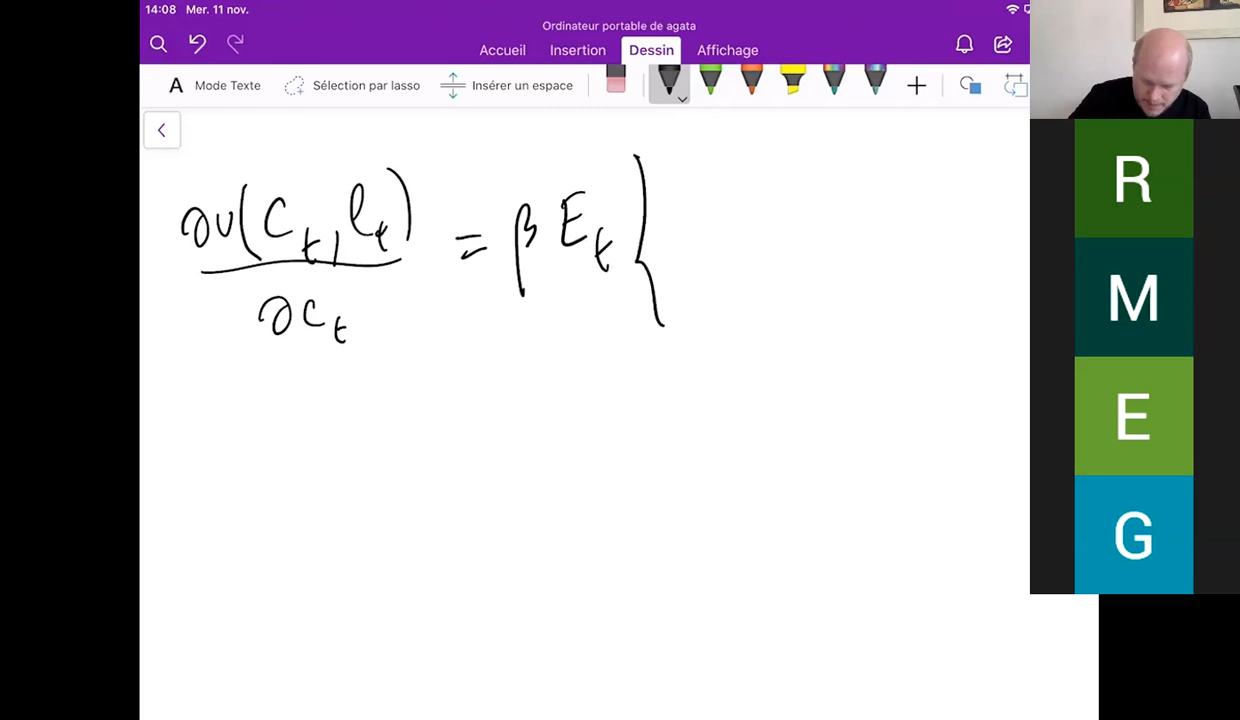 14:08 Mer. 11 nov.
Ordinateur portable de agata
Accueil Insertion Dessin Affichage
A Mode Texte Sélection par lasso Insérer un espace
∂U(C_t, l_t) / ∂C_t = β E_t {
R
M
E
G